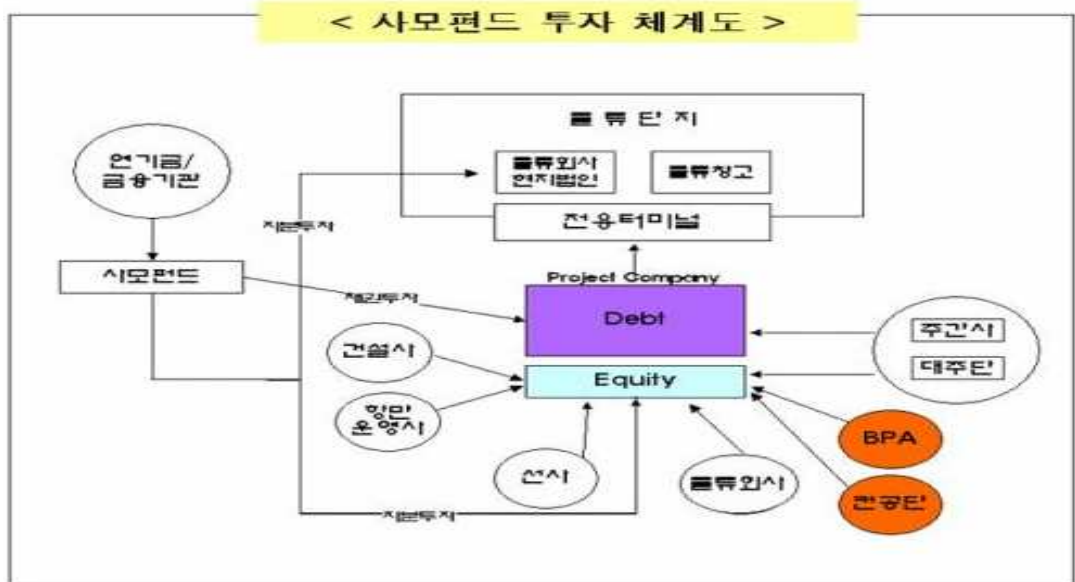 < 사모펀드 투자 체계도 >
물 류 단 지
연기금/
금융기관
물류회사
현지법인
물류창고
지분투자
전용터미널
사모펀드
Project Company
채권투자
Debt
주간사
건설사
대주단
Equity
항만
운영사
BPA
선사
물류회사
컨공단
지분투자